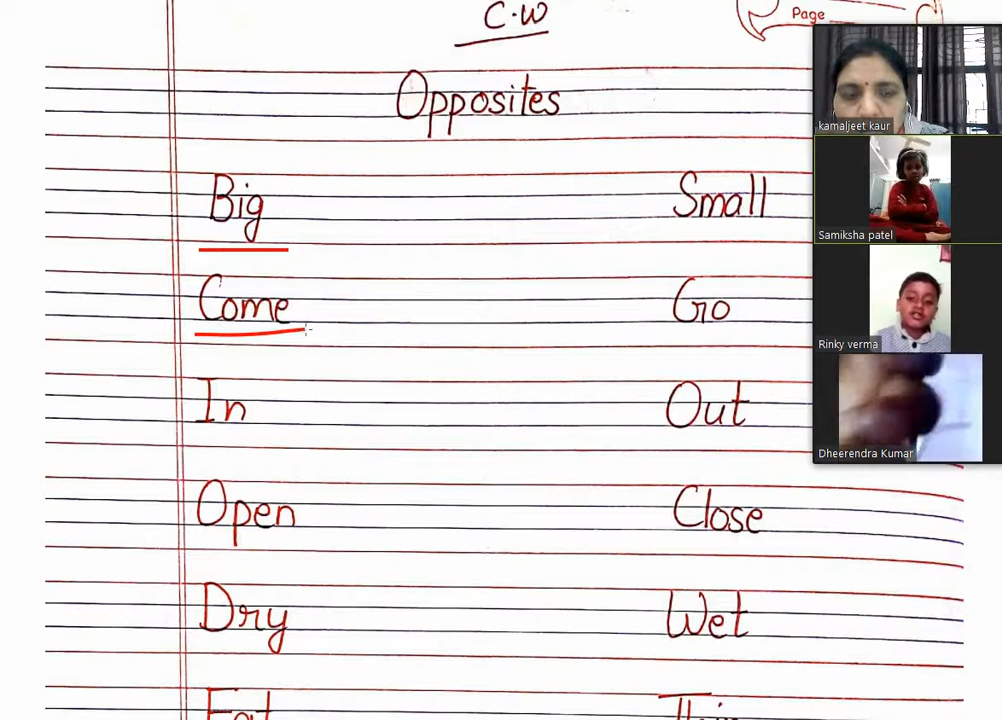 C.W
Page
Opposites
Big Small
Come Go
In Out
Open Close
Dry Wet
kamaljeet kaur
Samiksha patel
Rinky verma
Dheerendra Kumar